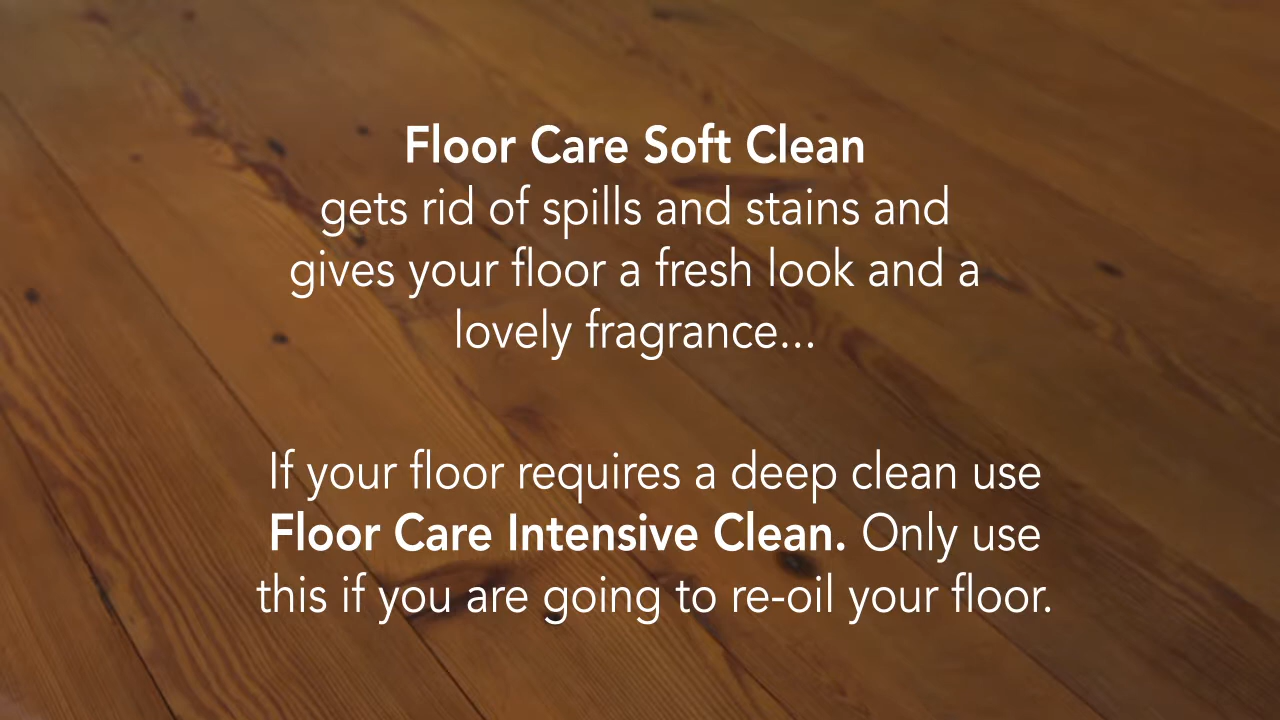 Floor Care Soft Clean
gets rid of spills and stains and
gives your floor a fresh look and a
lovely fragrance...
If your floor requires a deep clean use
Floor Care Intensive Clean. Only use
this if you are going to re-oil your floor.